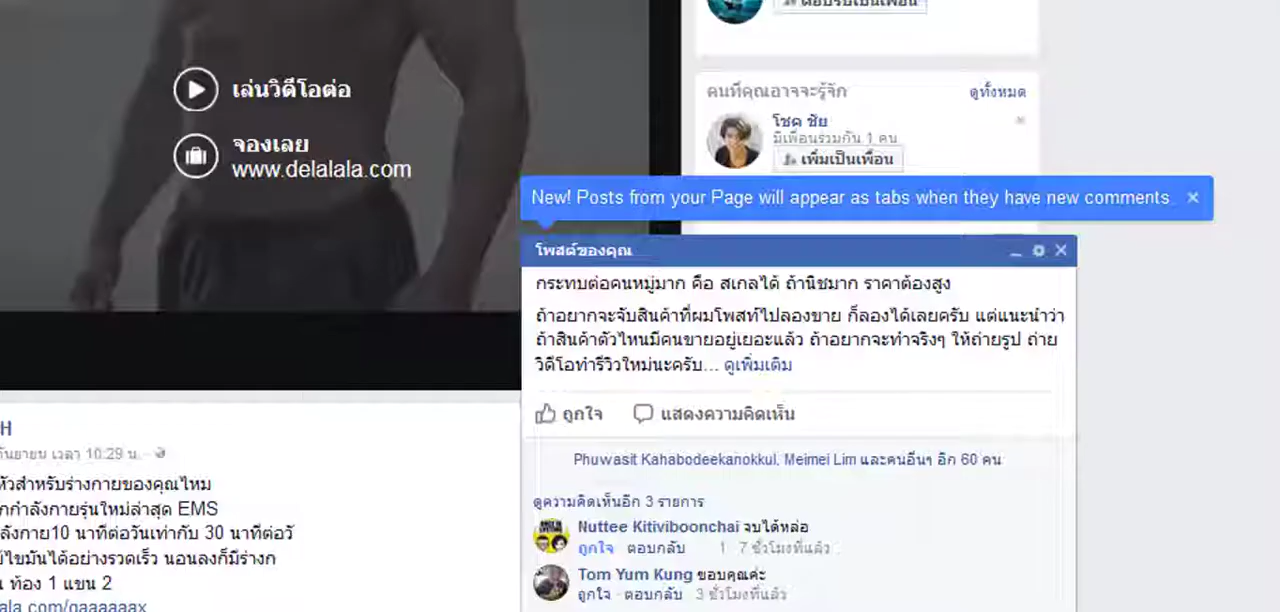 ตอบรับเป็นเพื่อน
คนที่คุณอาจจะรู้จัก
ดูทั้งหมด
โชค ชัย
มีเพื่อนร่วมกัน 1 คน
เพิ่มเป็นเพื่อน
เล่นวิดีโอต่อ
จองเลย
www.delalala.com
New! Posts from your Page will appear as tabs when they have new comments
โพสต์ของคุณ
กระทบต่อคนหมู่มาก คือ สเกลได้ ถ้านิชมาก ราคาต้องสูง
ถ้าอยากจะจับสินค้าที่ผมโพสท์ไปลองขาย ก็ลองได้เลยครับ แต่แนะนำว่า
ถ้าสินค้าตัวไหนมีคนขายอยู่เยอะแล้ว ถ้าอยากจะทำจริงๆ ให้ถ่ายรูป ถ่าย
วิดีโอทำรีวิวใหม่นะครับ... ดูเพิ่มเติม
ถูกใจ แสดงความคิดเห็น
Phuwasit Kahabodeekanokkul, Meimei Lim และคนอื่นๆ อีก 60 คน
ดูความคิดเห็นอีก 3 รายการ
Nuttee Kitiviboonchai จบได้หล่อ
ถูกใจ · ตอบกลับ · 1 · 7 ชั่วโมงที่แล้ว
Tom Yum Kung ขอบคุณค่ะ
ถูกใจ · ตอบกลับ · 3 ชั่วโมงที่แล้ว
H
เวลา 10:29 น.
สำหรับร่างกายของคุณไหม
กำลังกายรุ่นใหม่ล่าสุด EMS
ลังกาย10 นาทีต่อวันเท่ากับ 30 นาทีต่อวั
ไขมันได้อย่างรวดเร็ว นอนลงก็มีร่างก
ท้อง 1 แขน 2
ala.com/gaaaaaax